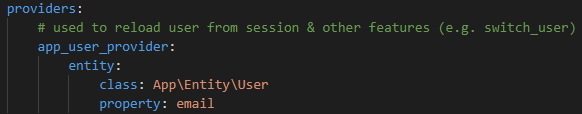 providers:
# used to reload user from session & other features (e.g. switch_user)
app_user_provider:
entity:
class: App\Entity\User
property: email